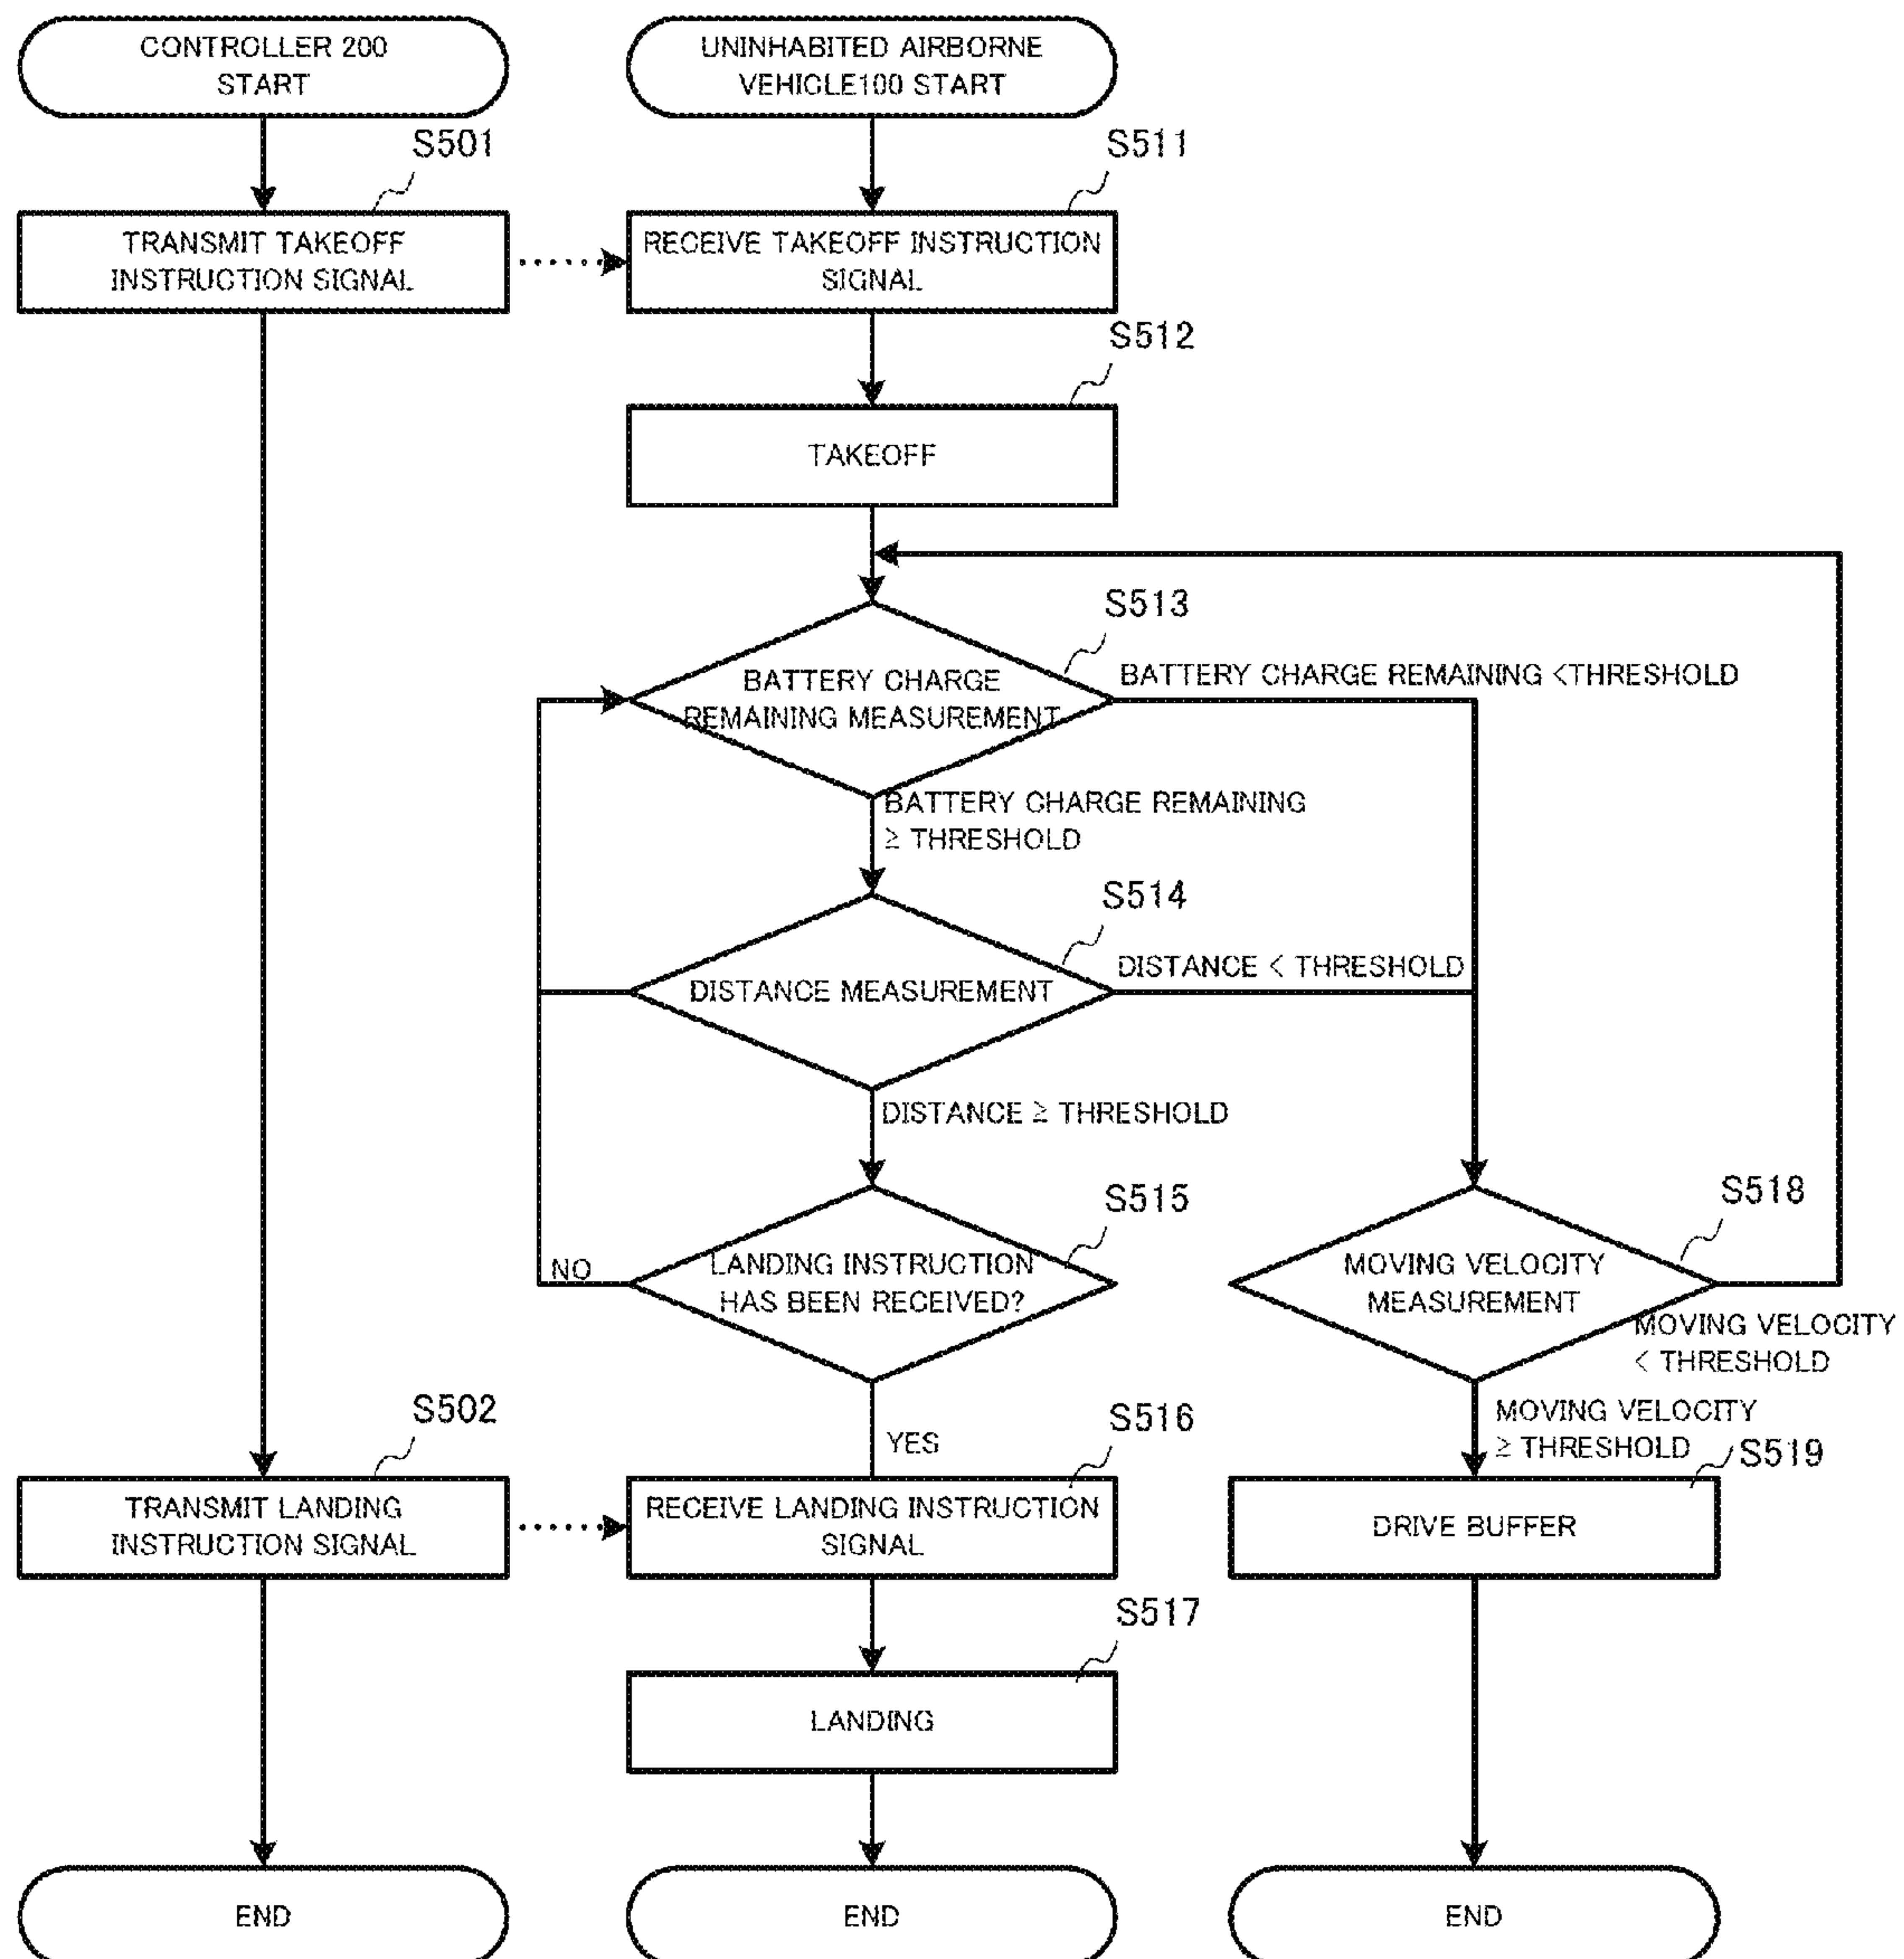 CONTROLLER 200
START
UNINHABITED AIRBORNE
VEHICLE100 START
S501
S511
TRANSMIT TAKEOFF
INSTRUCTION SIGNAL
RECEIVE TAKEOFF INSTRUCTION
SIGNAL
S512
TAKEOFF
S513
BATTERY CHARGE
REMAINING MEASUREMENT
BATTERY CHARGE REMAINING <THRESHOLD
BATTERY CHARGE REMAINING
≥ THRESHOLD
S514
DISTANCE MEASUREMENT
DISTANCE < THRESHOLD
DISTANCE ≥ THRESHOLD
S515
LANDING INSTRUCTION
HAS BEEN RECEIVED?
NO
S518
MOVING VELOCITY
MEASUREMENT
MOVING VELOCITY
< THRESHOLD
YES
MOVING VELOCITY
≥ THRESHOLD
S502
S516
S519
TRANSMIT LANDING
INSTRUCTION SIGNAL
RECEIVE LANDING INSTRUCTION
SIGNAL
DRIVE BUFFER
S517
LANDING
END
END
END